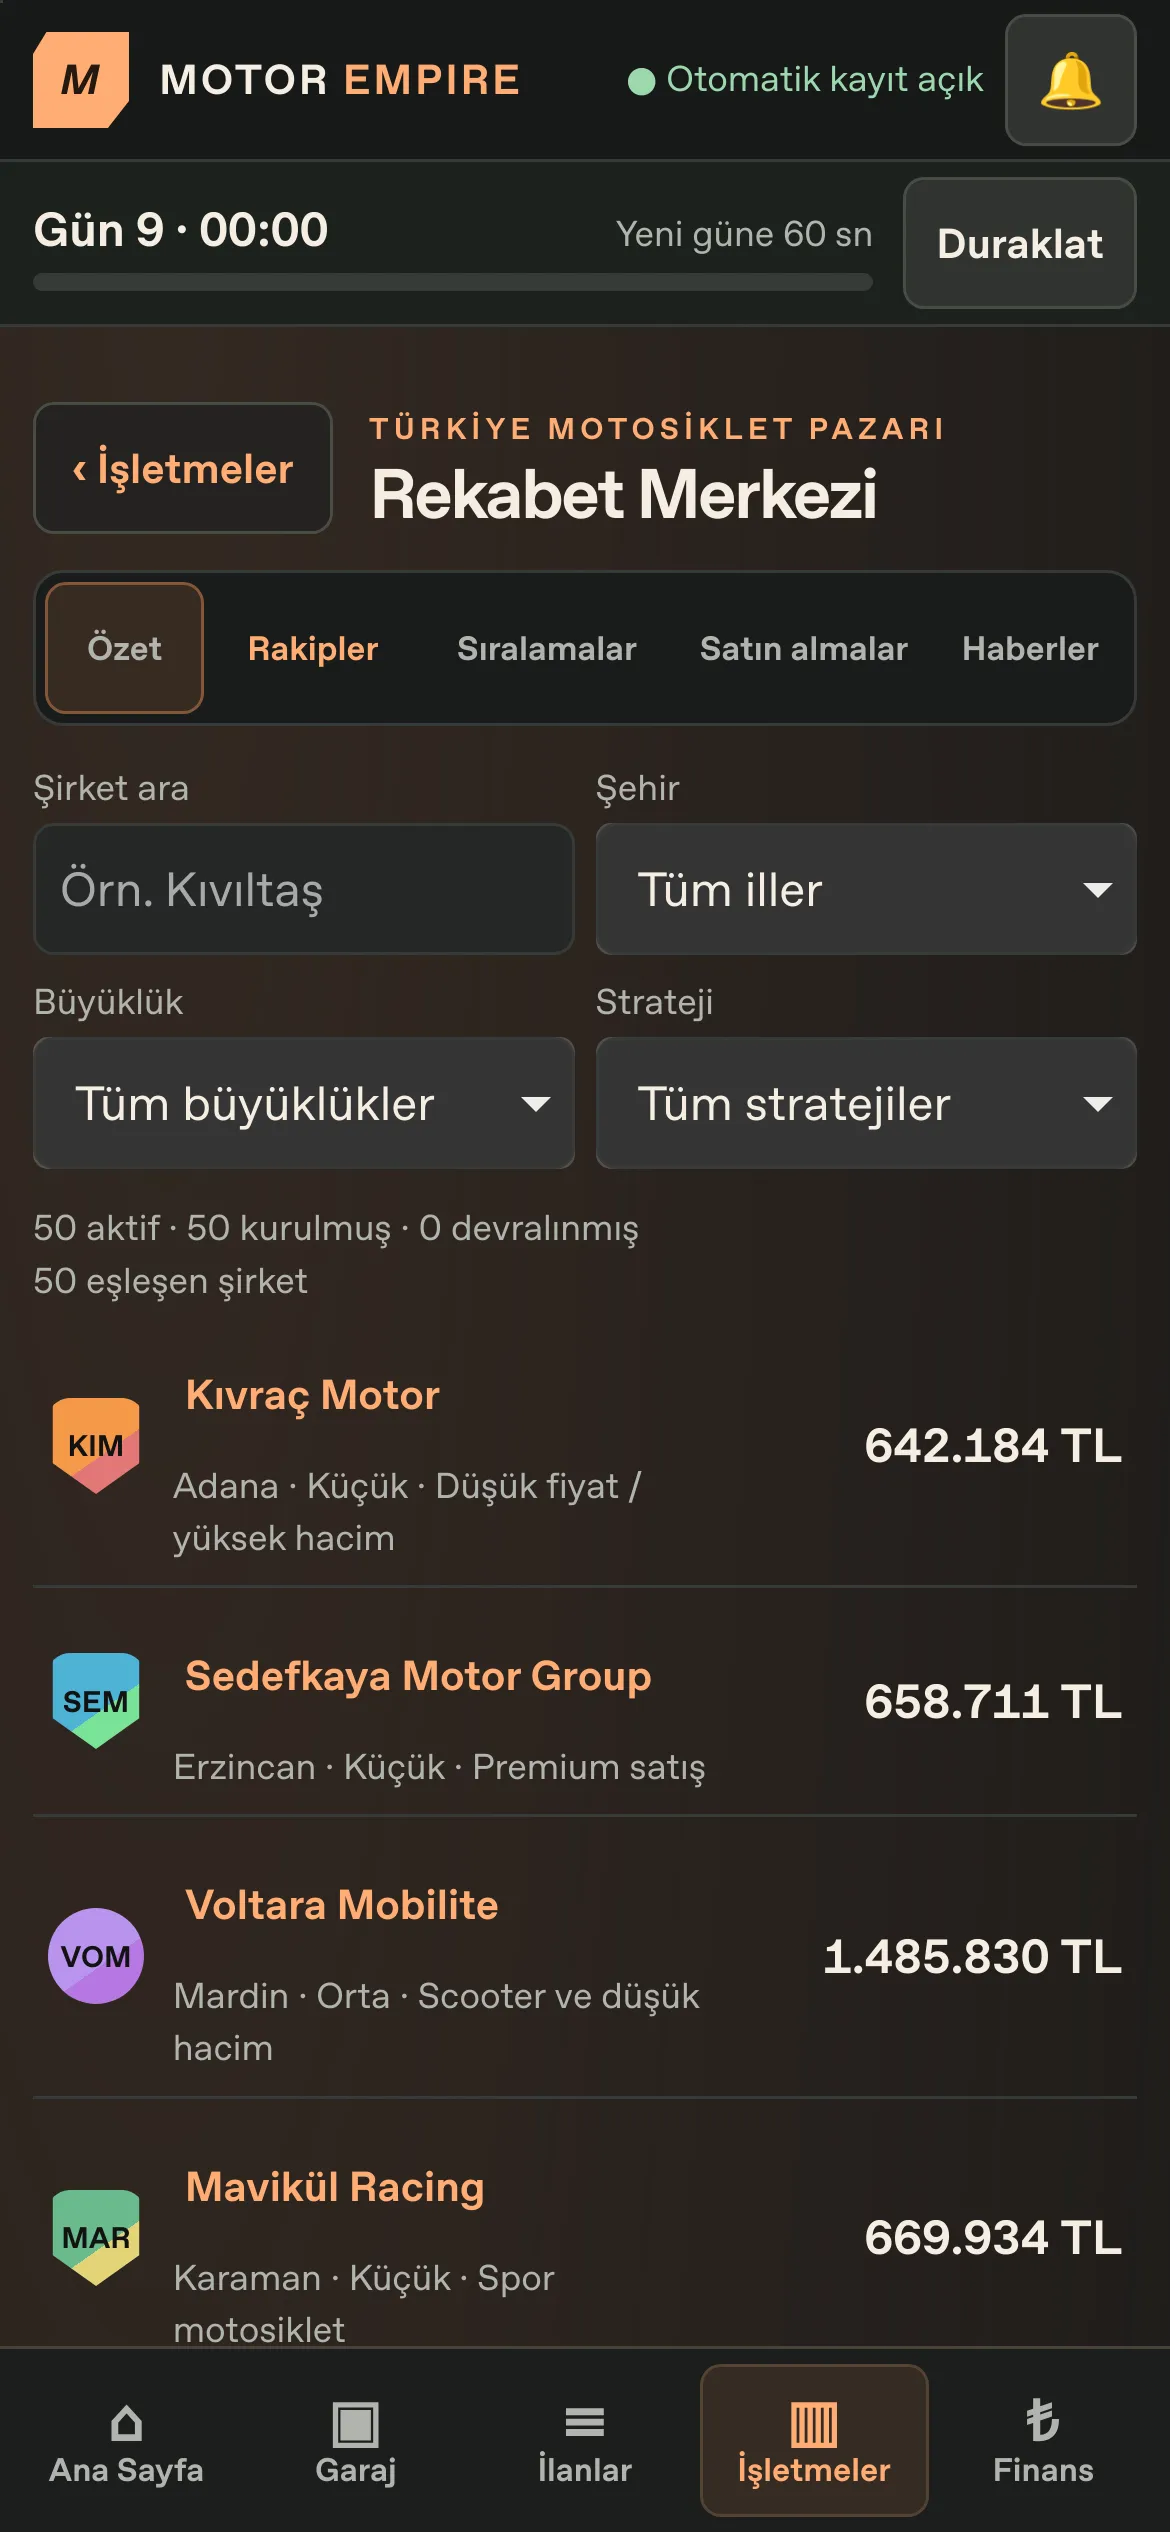 M MOTOR EMPIRE Otomatik kayıt açık
Gün 9 · 00:00 Yeni güne 60 sn Duraklat
‹ İşletmeler
TÜRKİYE MOTOSİKLET PAZARI
Rekabet Merkezi
Özet Rakipler Sıralamalar Satın almalar Haberler
Şirket ara Şehir
Örn. Kıvıltaş Tüm iller
Büyüklük Strateji
Tüm büyüklükler Tüm stratejiler
50 aktif · 50 kurulmuş · 0 devralınmış
50 eşleşen şirket
Kıvraç Motor
KIM 642.184 TL
Adana · Küçük · Düşük fiyat /
yüksek hacim
Sedefkaya Motor Group
SEM 658.711 TL
Erzincan · Küçük · Premium satış
Voltara Mobilite
VOM 1.485.830 TL
Mardin · Orta · Scooter ve düşük
hacim
Mavikül Racing
MAR 669.934 TL
Karaman · Küçük · Spor
motosiklet
Ana Sayfa Garaj İlanlar İşletmeler ₺ Finans